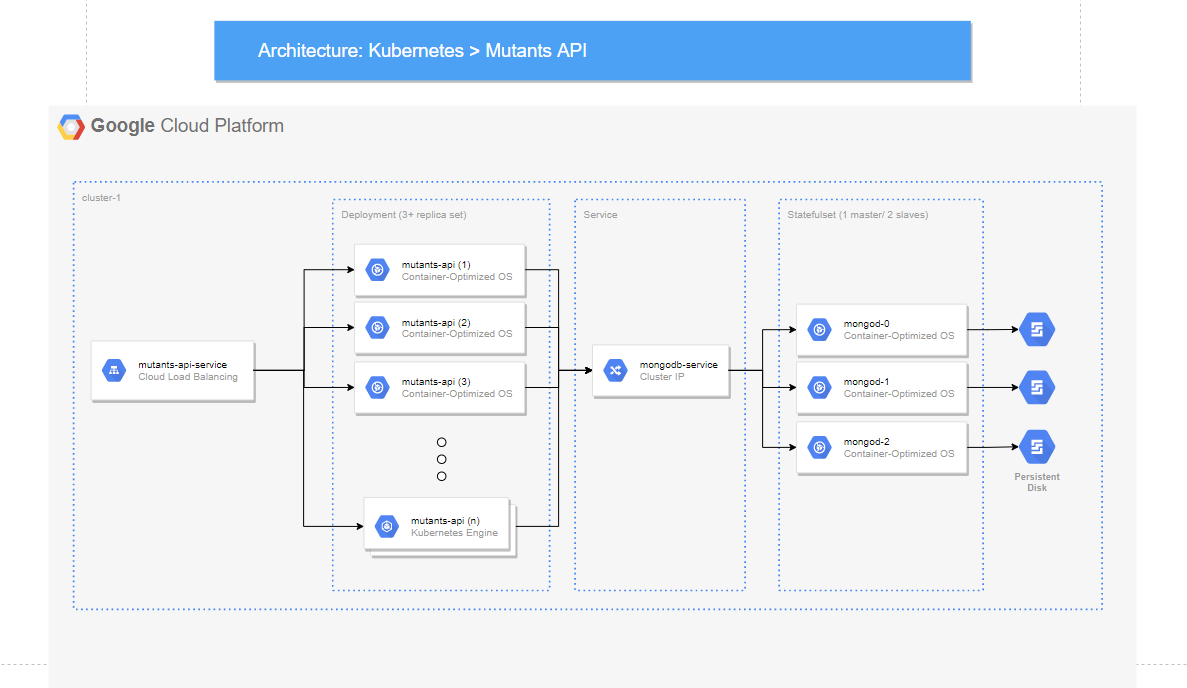 Architecture: Kubernetes > Mutants API
Google Cloud Platform
cluster-1
Deployment (3+ replica set)
mutants-api (1)
Container-Optimized OS
mutants-api (2)
Container-Optimized OS
mutants-api (3)
Container-Optimized OS
mutants-api (n)
Kubernetes Engine
mutants-api-service
Cloud Load Balancing
Service
mongodb-service
Cluster IP
Statefulset (1 master/ 2 slaves)
mongod-0
Container-Optimized OS
mongod-1
Container-Optimized OS
mongod-2
Container-Optimized OS
Persistent
Disk